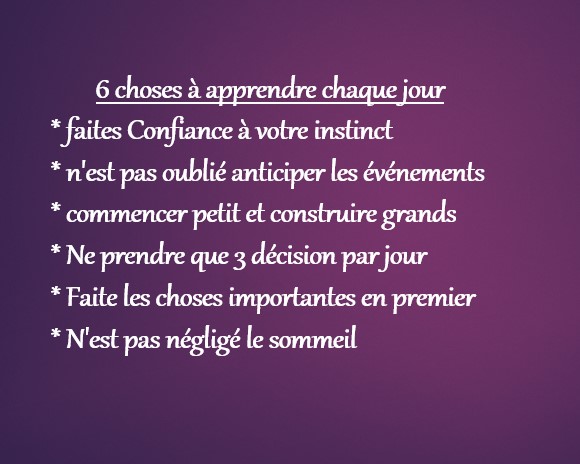 6 choses à apprendre chaque jour
* faites Confiance à votre instinct
* n'est pas oublié anticiper les événements
* commencer petit et construire grands
* Ne prendre que 3 décision par jour
* Faite les choses importantes en premier
* N'est pas négligé le sommeil